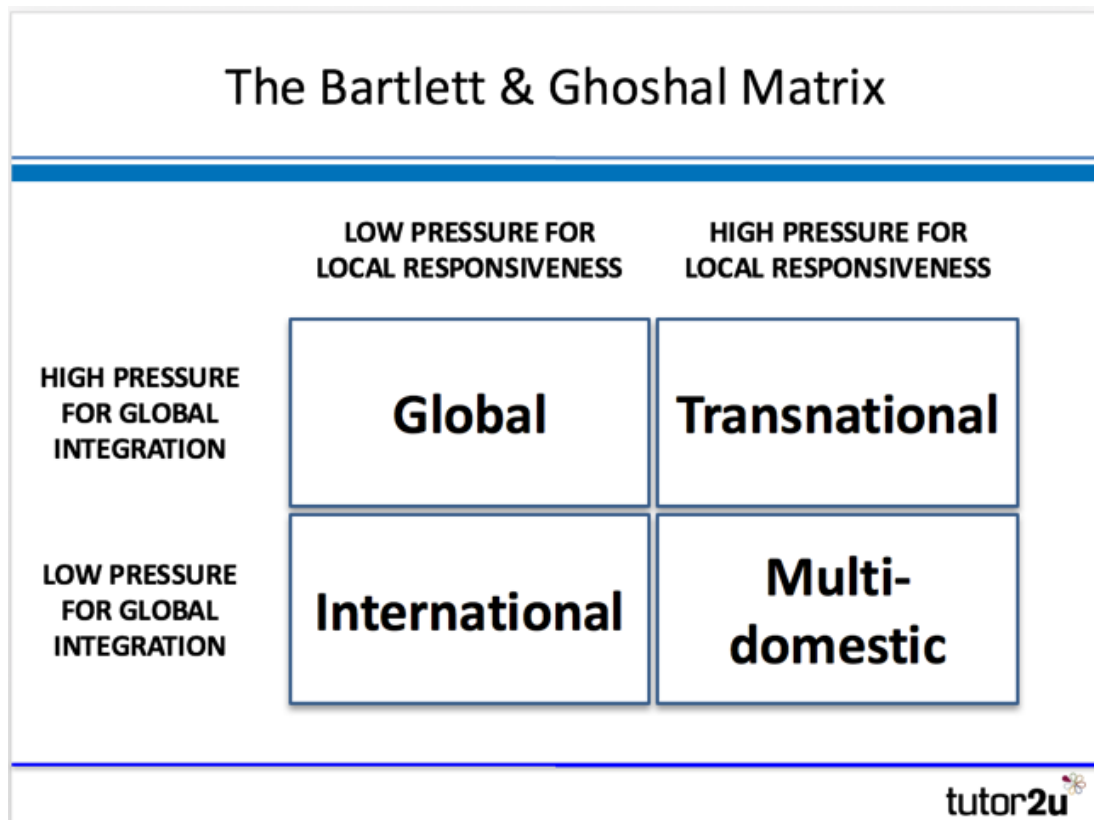 The Bartlett & Ghoshal Matrix
LOW PRESSURE FOR
LOCAL RESPONSIVENESS
HIGH PRESSURE FOR
LOCAL RESPONSIVENESS
HIGH PRESSURE
FOR GLOBAL
INTEGRATION
Global
Transnational
LOW PRESSURE
FOR GLOBAL
INTEGRATION
International
Multi-
domestic
tutor2u